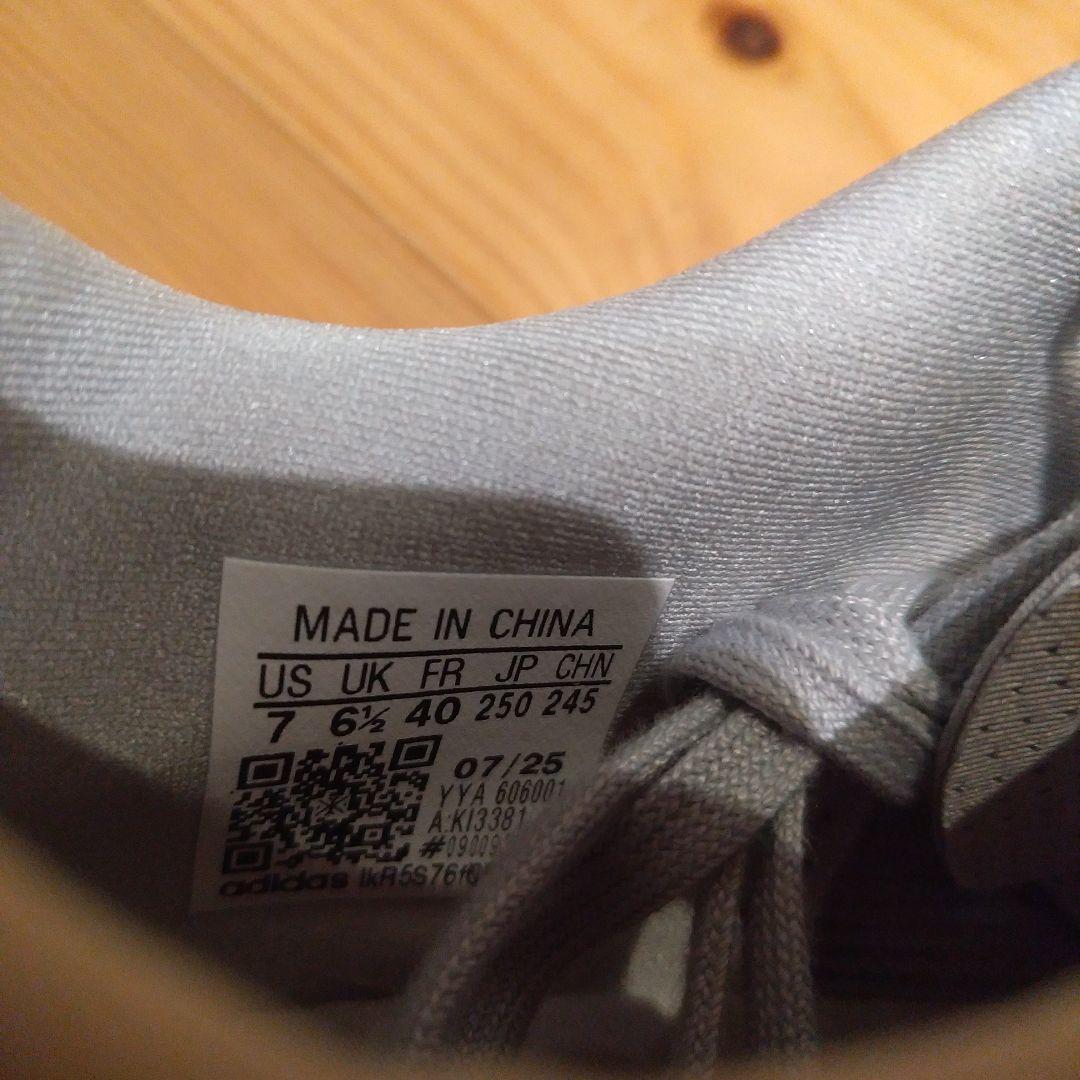 MADE IN CHINA
US UK FR JP CHN
7 6½ 40 250 245
07/25
YYA 606001
A:KI3381
adidas